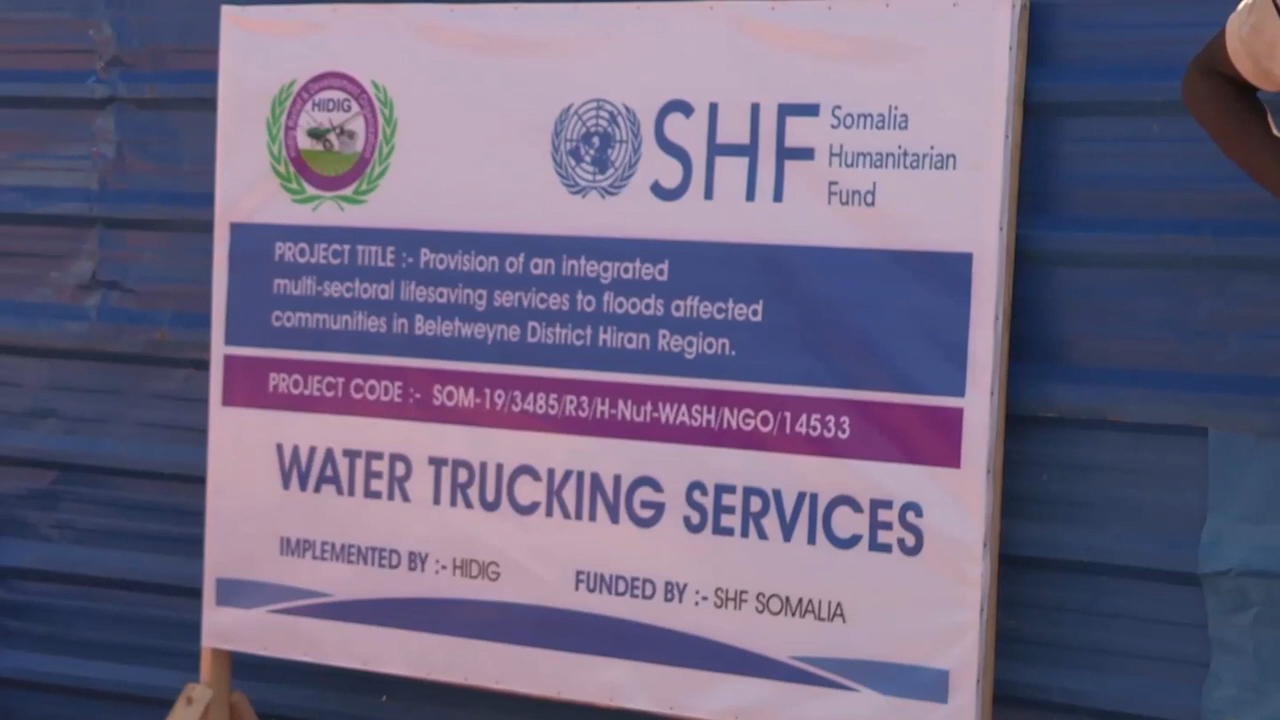 HIDIG
SHF
Somalia
Humanitarian
Fund
PROJECT TITLE :- Provision of an integrated
multi-sectoral lifesaving services to floods affected
communities in Beletweyne District Hiran Region.
PROJECT CODE :- SOM-19/3485/R3/H-Nut-WASH/NGO/14533
WATER TRUCKING SERVICES
IMPLEMENTED BY :- HIDIG
FUNDED BY :- SHF SOMALIA